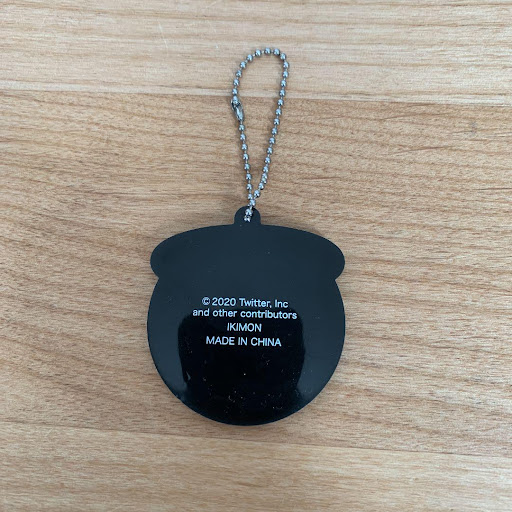 © 2020 Twitter, Inc
and other contributors
IKIMON
MADE IN CHINA